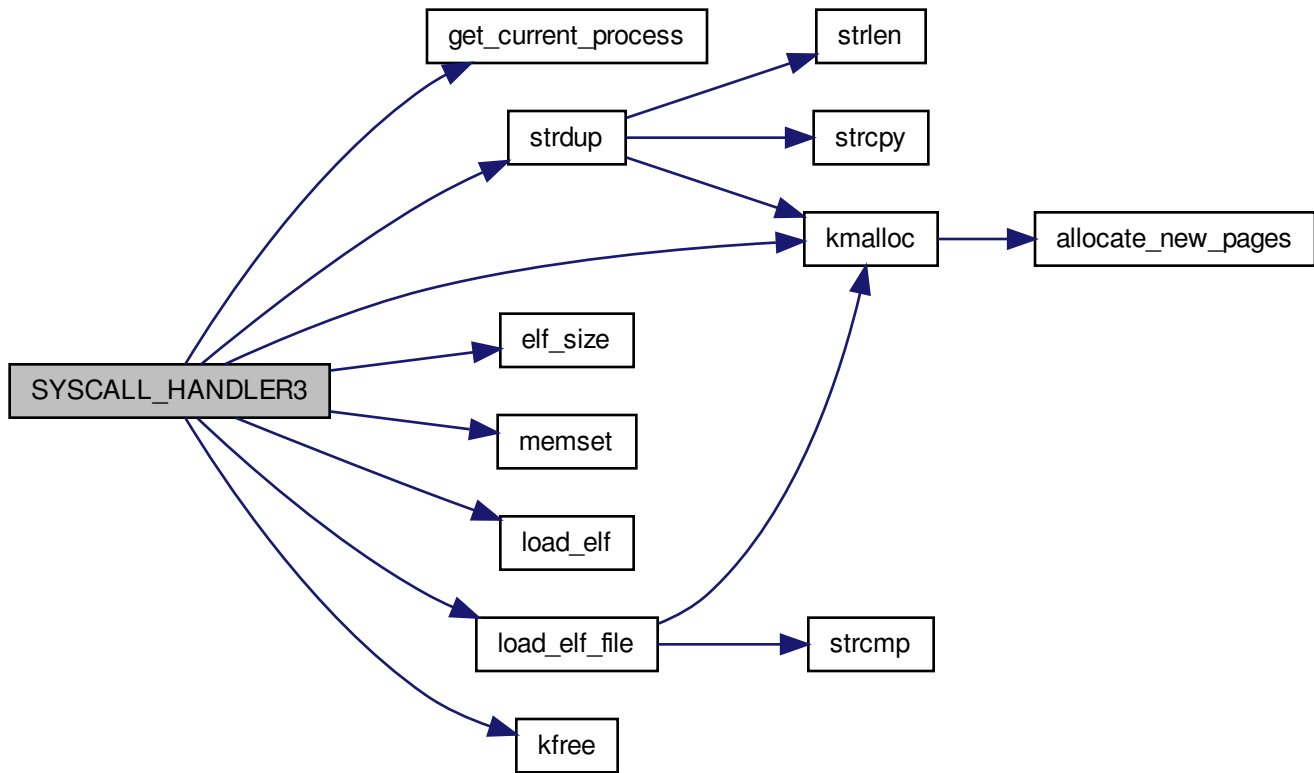 get_current_process
strlen
strdup
strcpy
kmalloc
allocate_new_pages
elf_size
SYSCALL_HANDLER3
memset
load_elf
load_elf_file
strcmp
kfree